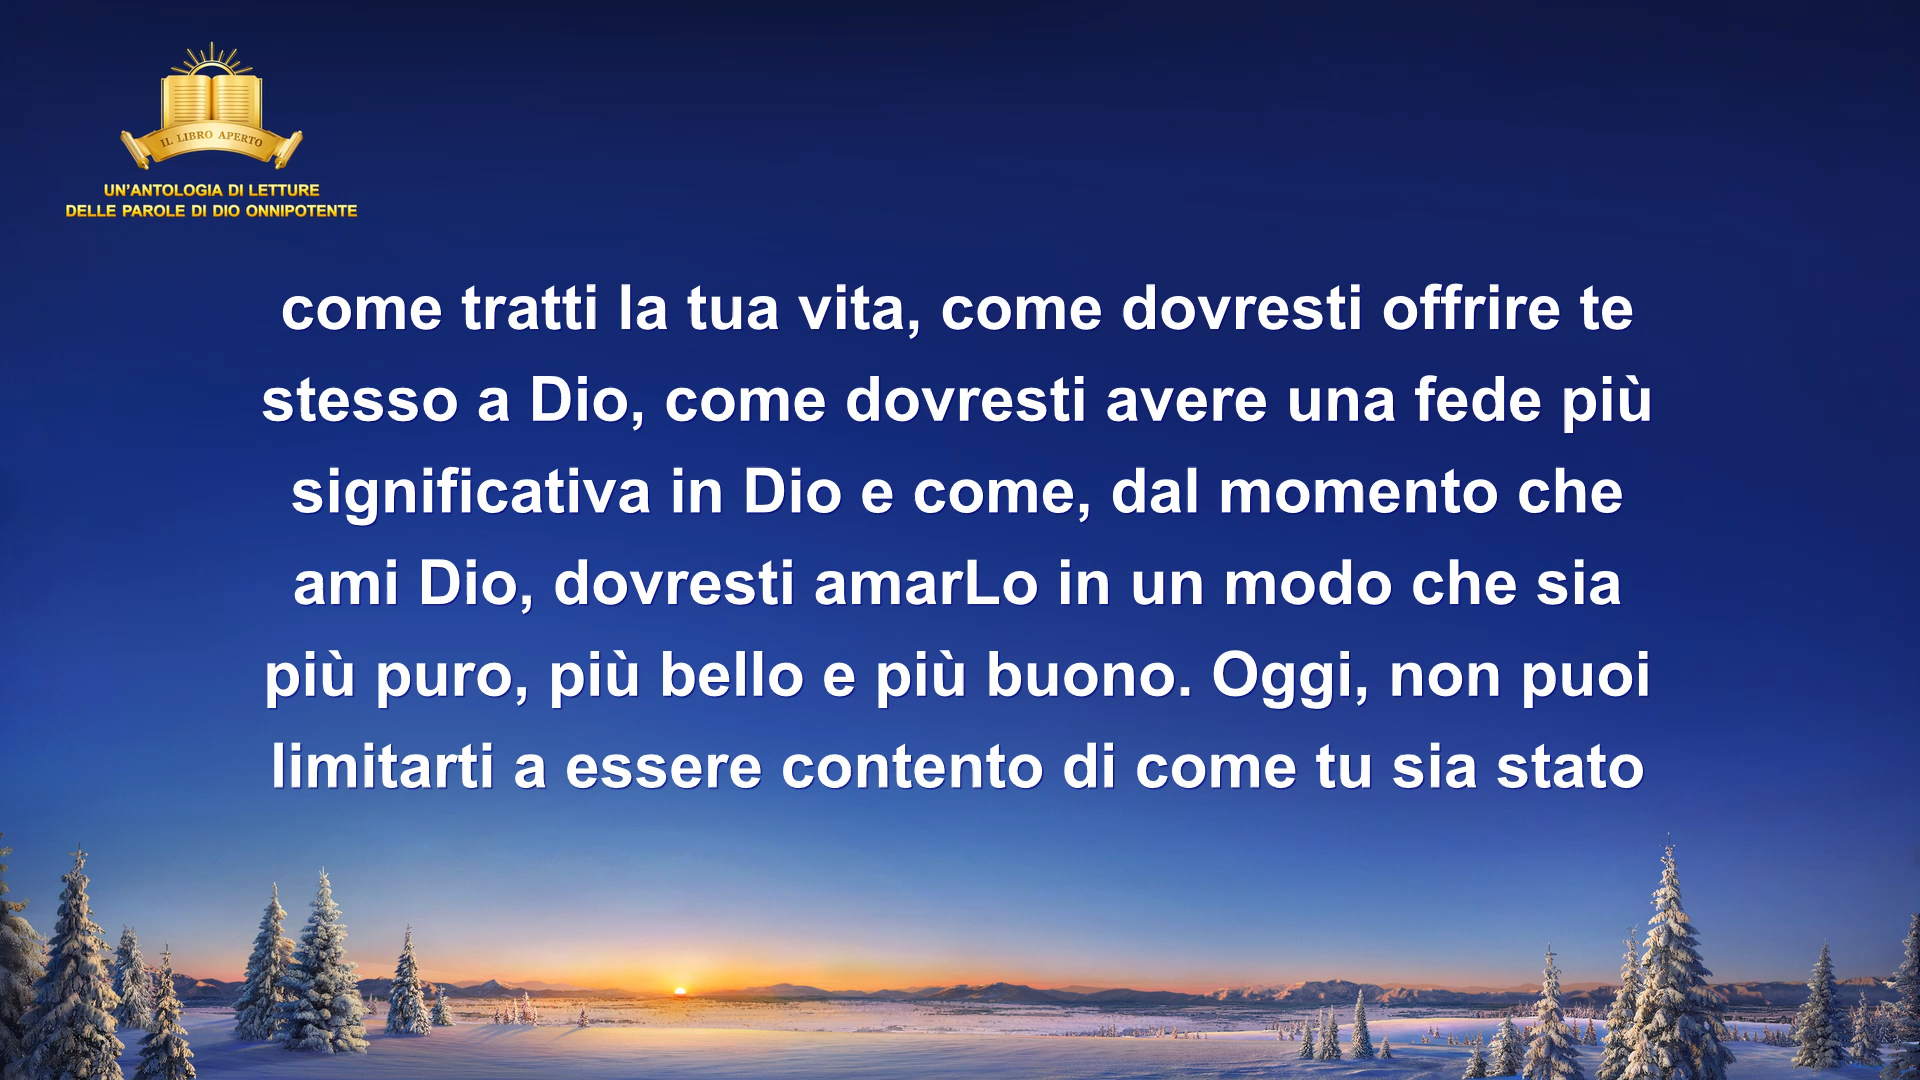 IL LIBRO APERTO
UN’ANTOLOGIA DI LETTURE
DELLE PAROLE DI DIO ONNIPOTENTE
come tratti la tua vita, come dovresti offrire te
stesso a Dio, come dovresti avere una fede più
significativa in Dio e come, dal momento che
ami Dio, dovresti amarLo in un modo che sia
più puro, più bello e più buono. Oggi, non puoi
limitarti a essere contento di come tu sia stato